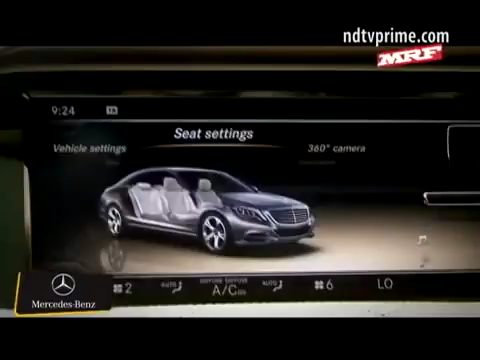 ndtvprime.com
MRF
9:24
Seat settings
Vehicle settings
360° camera
2
AUTO
A/C
AUTO
6
LO
Mercedes-Benz